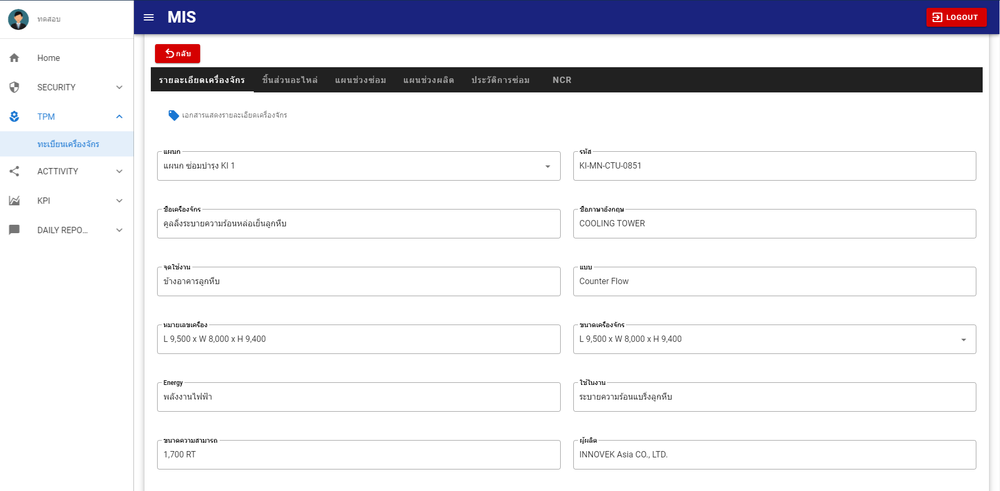 ทดสอบ
MIS
LOGOUT
Home
SECURITY
TPM
ทะเบียนเครื่องจักร
ACTTIVITY
KPI
DAILY REPO...
กลับ
รายละเอียดเครื่องจักร ชิ้นส่วนอะไหล่ แผนช่วงซ่อม แผนช่วงผลิต ประวัติการซ่อม NCR
เอกสารแสดงรายละเอียดเครื่องจักร
แผนก
แผนก ซ่อมบำรุง KI 1
รหัส
KI-MN-CTU-0851
ชื่อเครื่องจักร
คูลลิ่งระบายความร้อนหล่อเย็นลูกหีบ
ชื่อภาษาอังกฤษ
COOLING TOWER
จุดใช้งาน
ข้างอาคารลูกหีบ
แบบ
Counter Flow
หมายเลขเครื่อง
L 9,500 x W 8,000 x H 9,400
ขนาดเครื่องจักร
L 9,500 x W 8,000 x H 9,400
Energy
พลังงานไฟฟ้า
ใช้ในงาน
ระบายความร้อนแบริ่งลูกหีบ
ขนาดความสามารถ
1,700 RT
ผู้ผลิต
INNOVEK Asia CO., LTD.